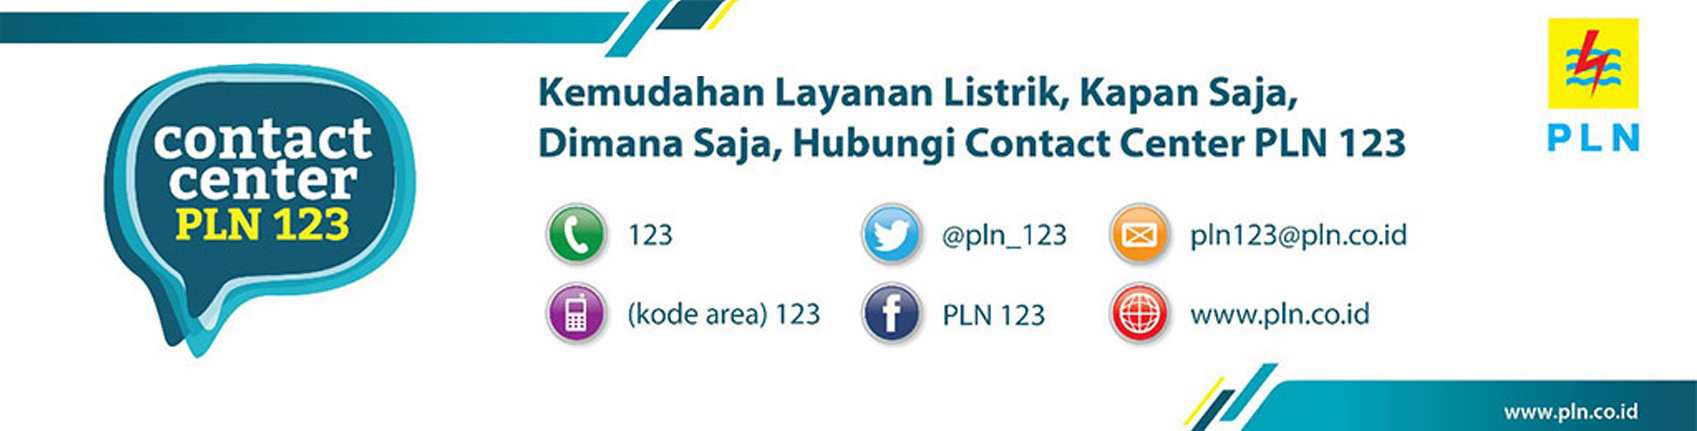 contact
center
PLN 123
Kemudahan Layanan Listrik, Kapan Saja,
Dimana Saja, Hubungi Contact Center PLN 123
123
@pln_123
pln123@pln.co.id
(kode area) 123
PLN 123
www.pln.co.id
PLN
www.pln.co.id